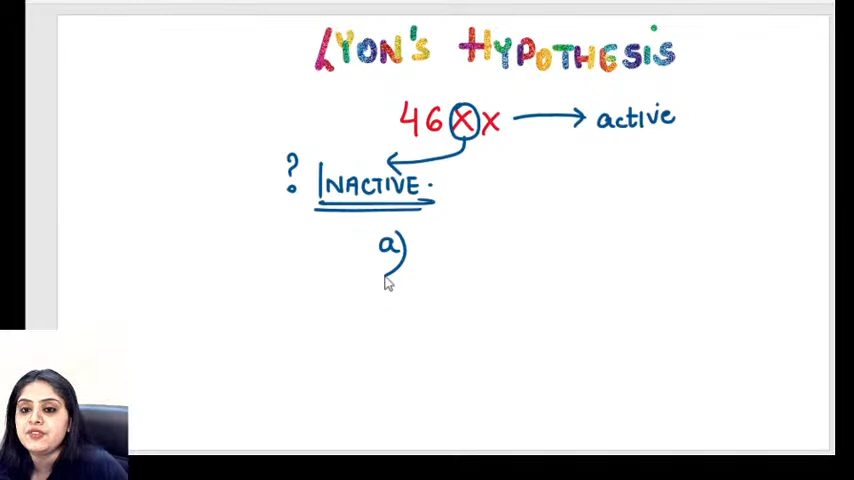 LYON'S HYPOTHESIS
46 X X → active
? INACTIVE.
a)